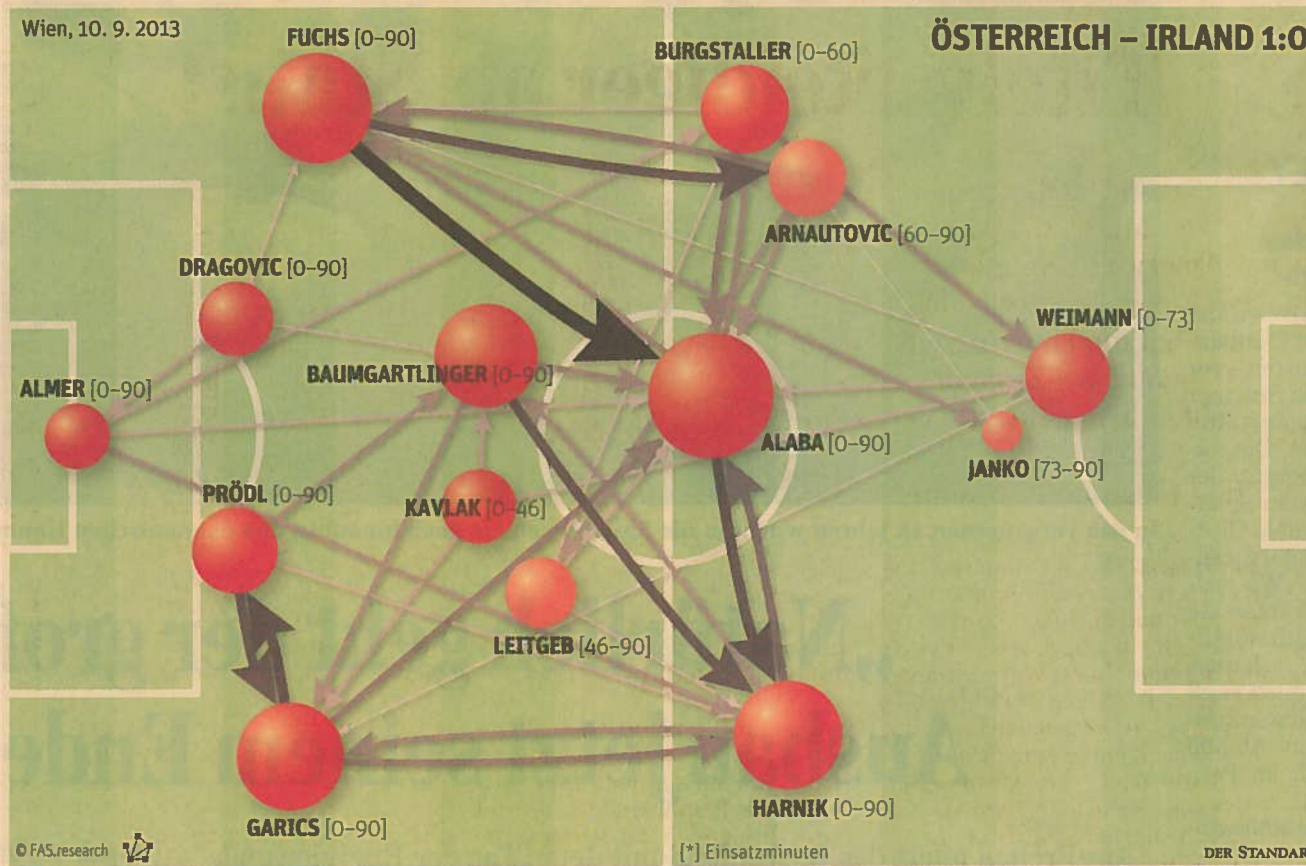 Wien, 10. 9. 2013
ÖSTERREICH – IRLAND 1:0
FUCHS [0–90]
BURGSTALLER [0–60]
ARNAUTOVIC [60–90]
DRAGOVIC [0–90]
WEIMANN [0–73]
BAUMGARTLINGER [0–90]
ALMER [0–90]
ALABA [0–90]
JANKO [73–90]
PRÖDL [0–90]
KAVLAK [0–46]
LEITGEB [46–90]
HARNIK [0–90]
GARICS [0–90]
© FAS.research
[*] Einsatzminuten
DER STANDAR